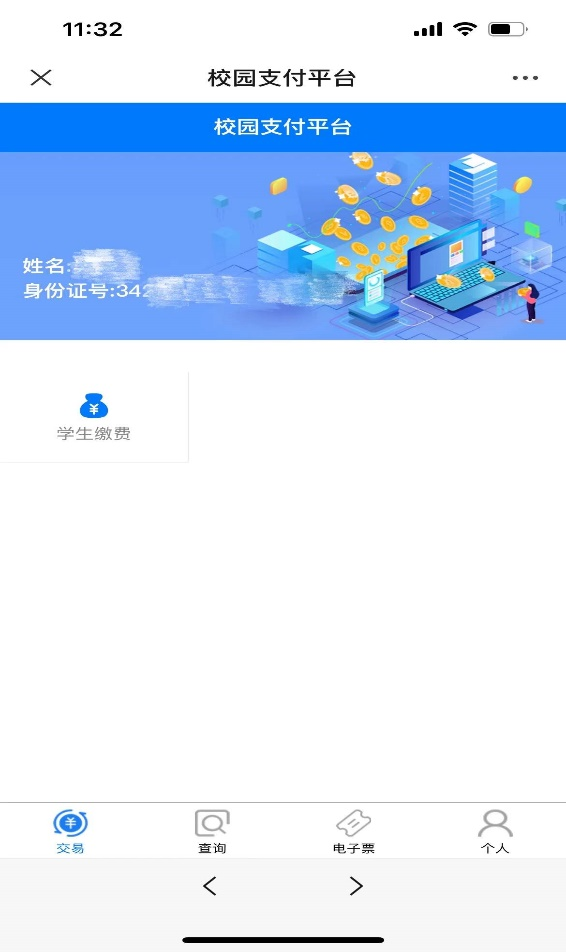 11:32
校园支付平台
校园支付平台
姓名:
身份证号:342
学生缴费
交易
查询
电子票
个人